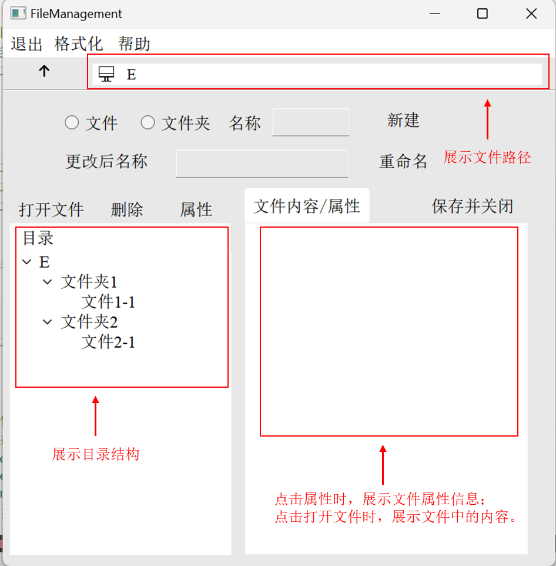 FileManagement
退出 格式化 帮助
E
文件 文件夹 名称 新建
展示文件路径
更改后名称 重命名
打开文件 删除 属性 文件内容/属性 保存并关闭
目录
E
文件夹1
文件1-1
文件夹2
文件2-1
展示目录结构
点击属性时，展示文件属性信息；
点击打开文件时，展示文件中的内容。